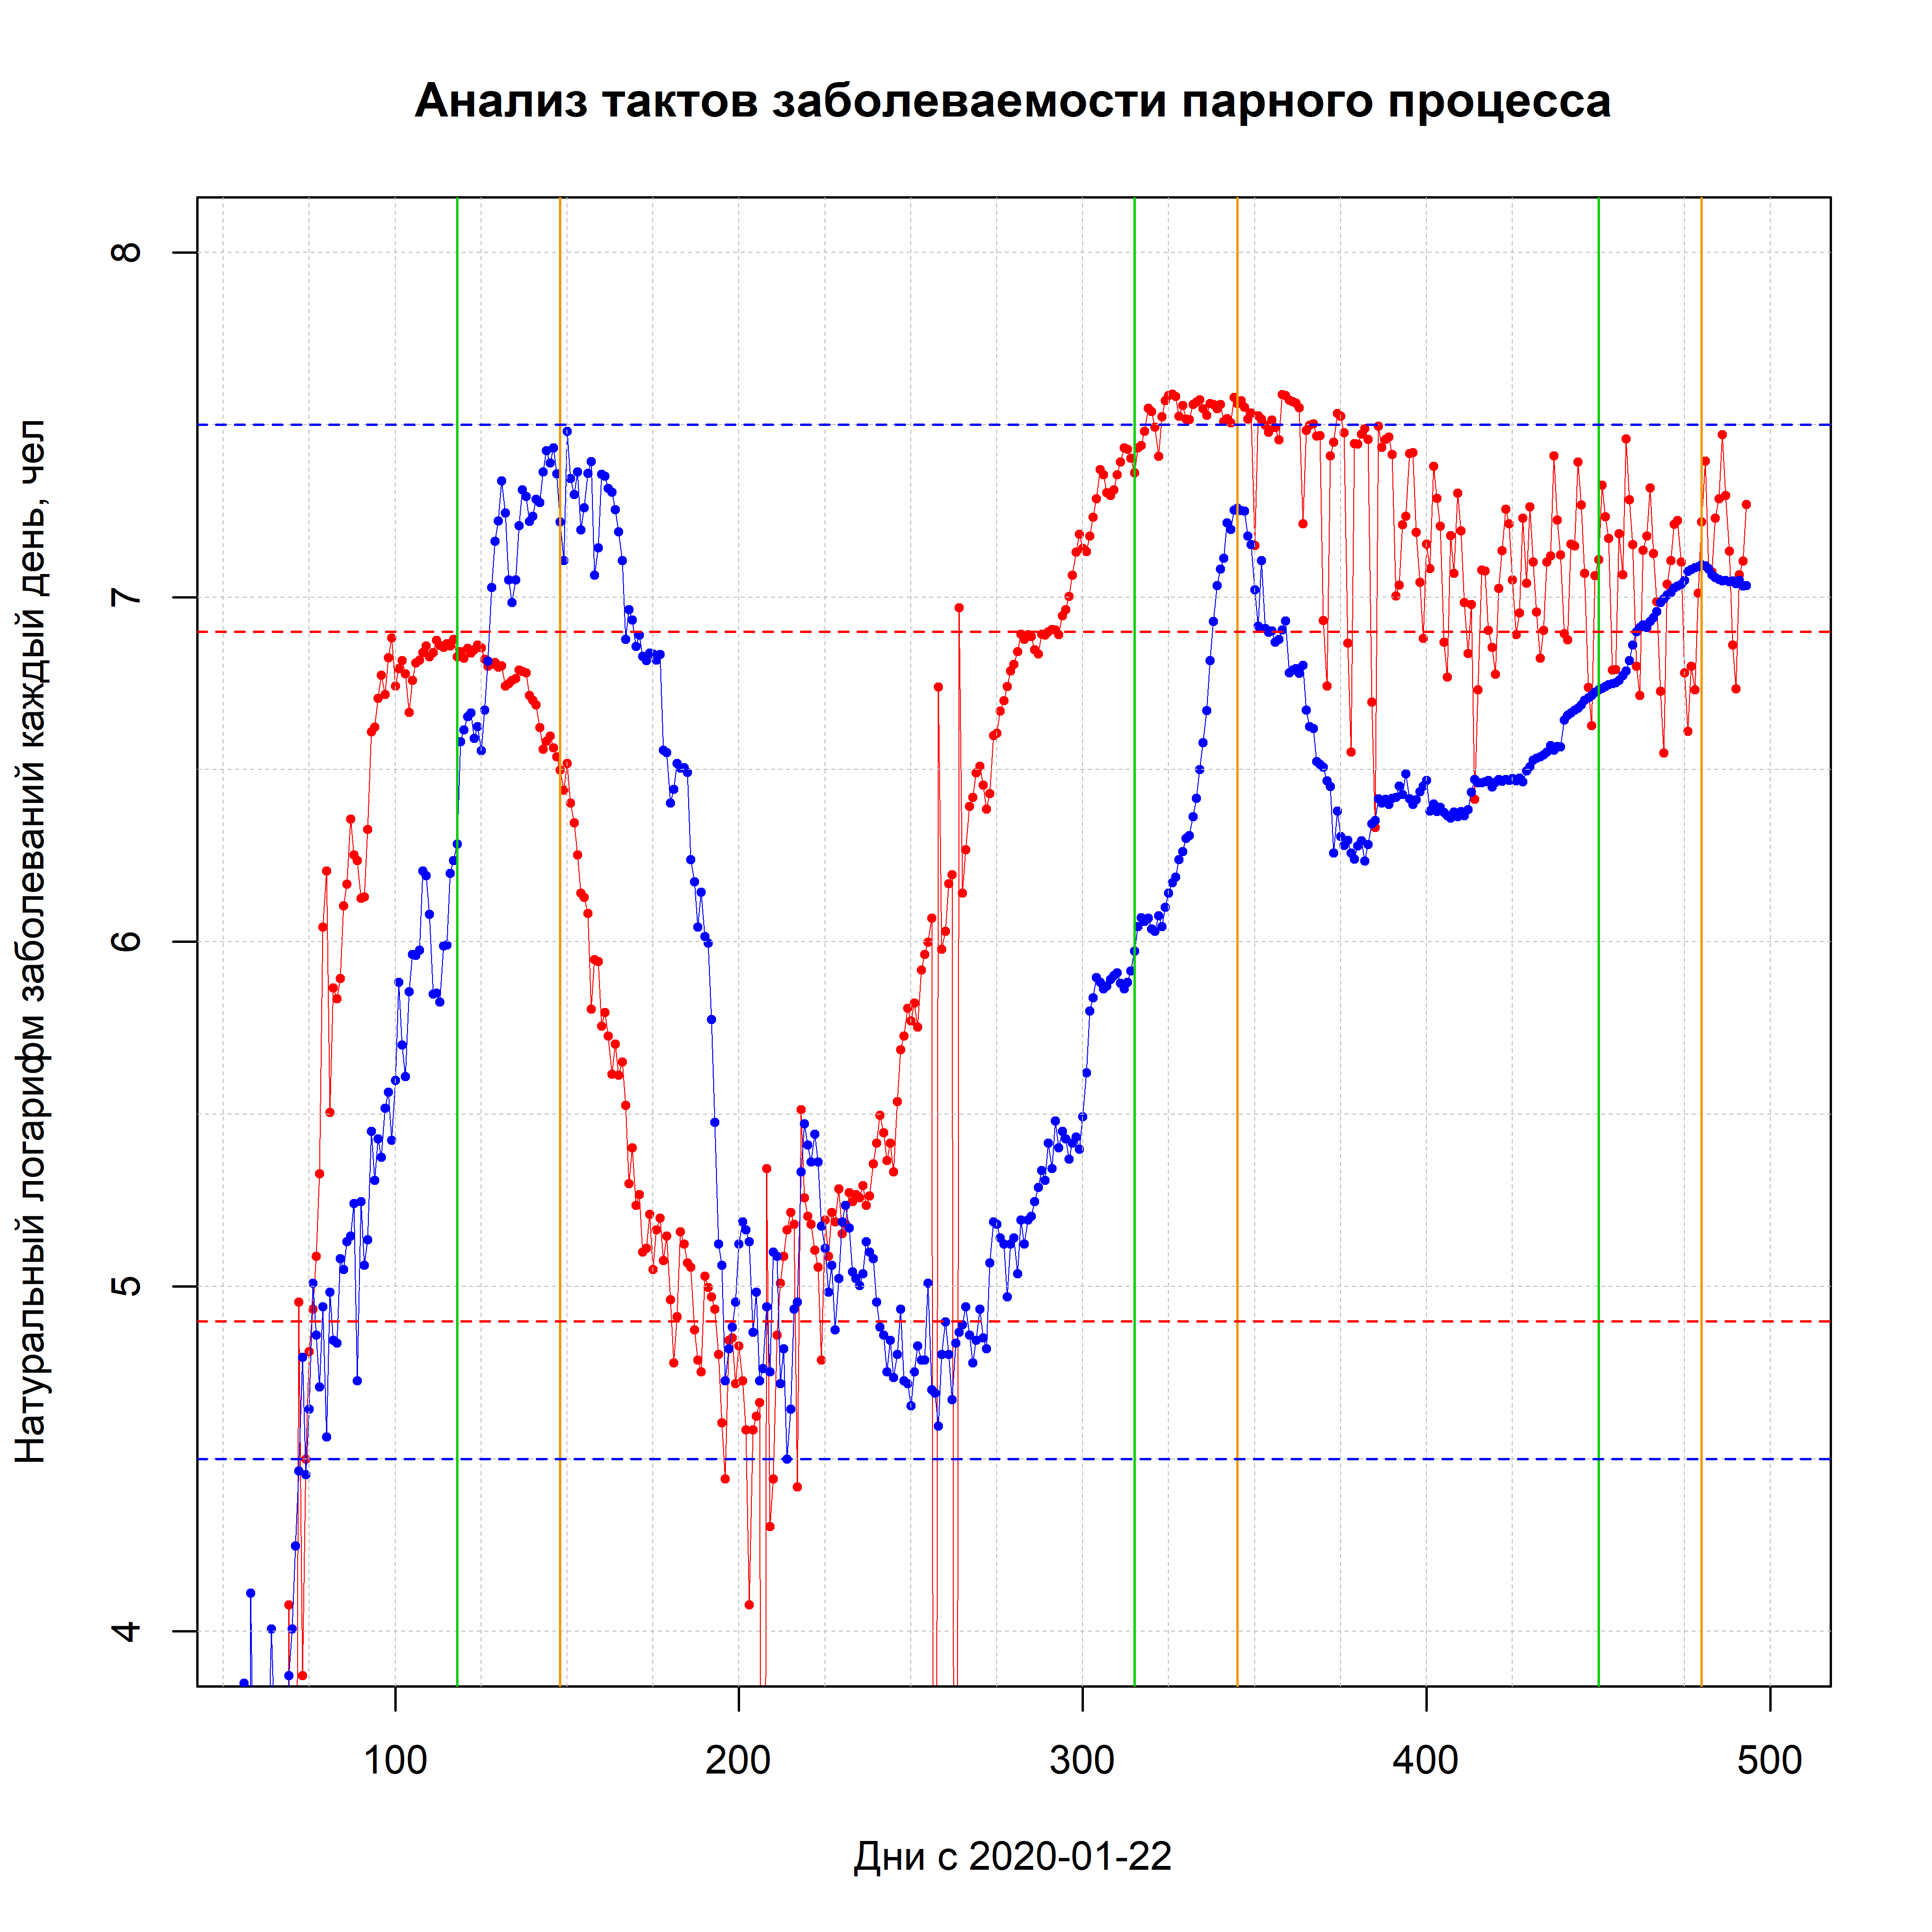 Анализ тактов заболеваемости парного процесса
Натуральный логарифм заболеваний каждый день, чел
8
7
6
5
4
100 200 300 400 500
Дни с 2020-01-22